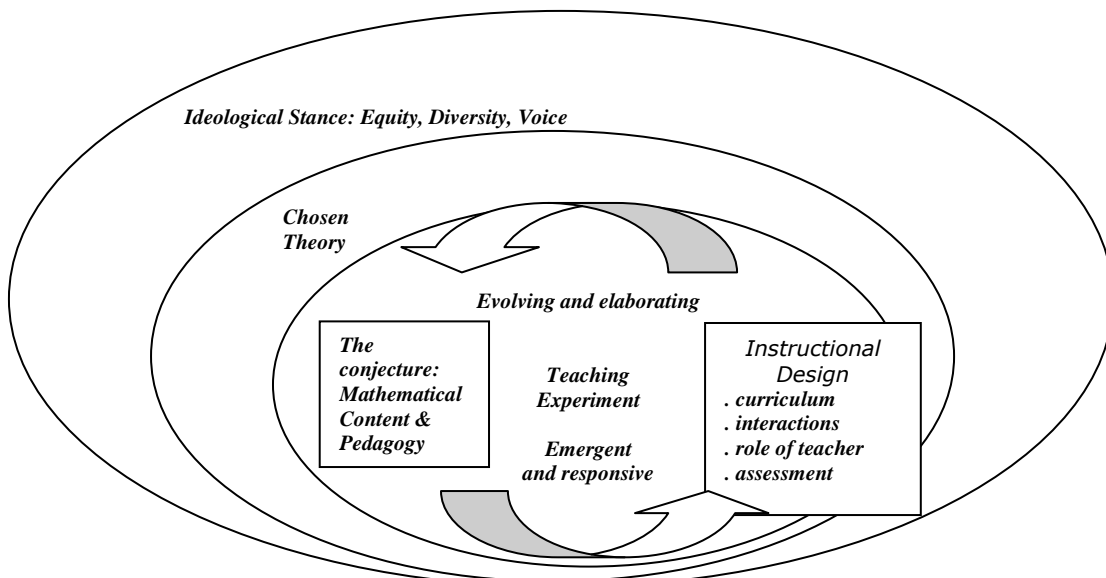 Ideological Stance: Equity, Diversity, Voice
Chosen
Theory
Evolving and elaborating
The
conjecture:
Mathematical
Content &
Pedagogy
Teaching
Experiment
Emergent
and responsive
Instructional
Design
. curriculum
. interactions
. role of teacher
. assessment